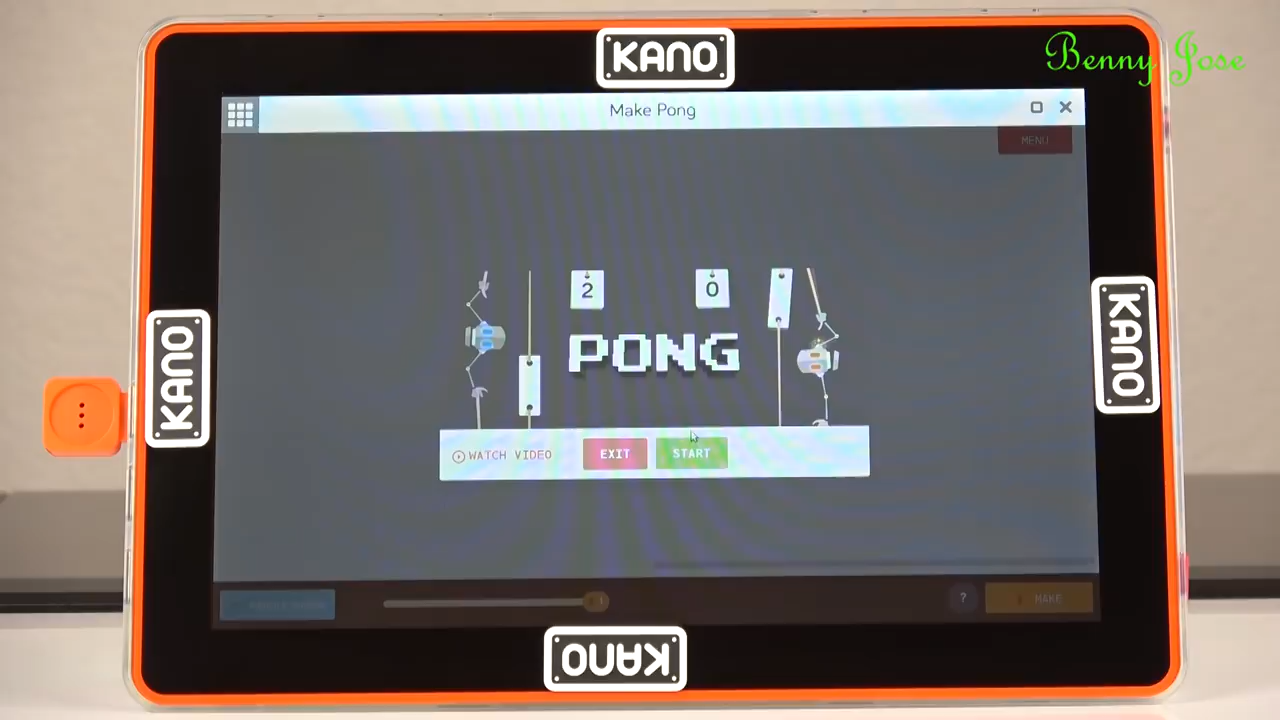 KANO
Benny Jose
Make Pong
MENU
2
0
PONG
KANO
KANO
WATCH VIDEO
EXIT
START
?
MAKE
KANO